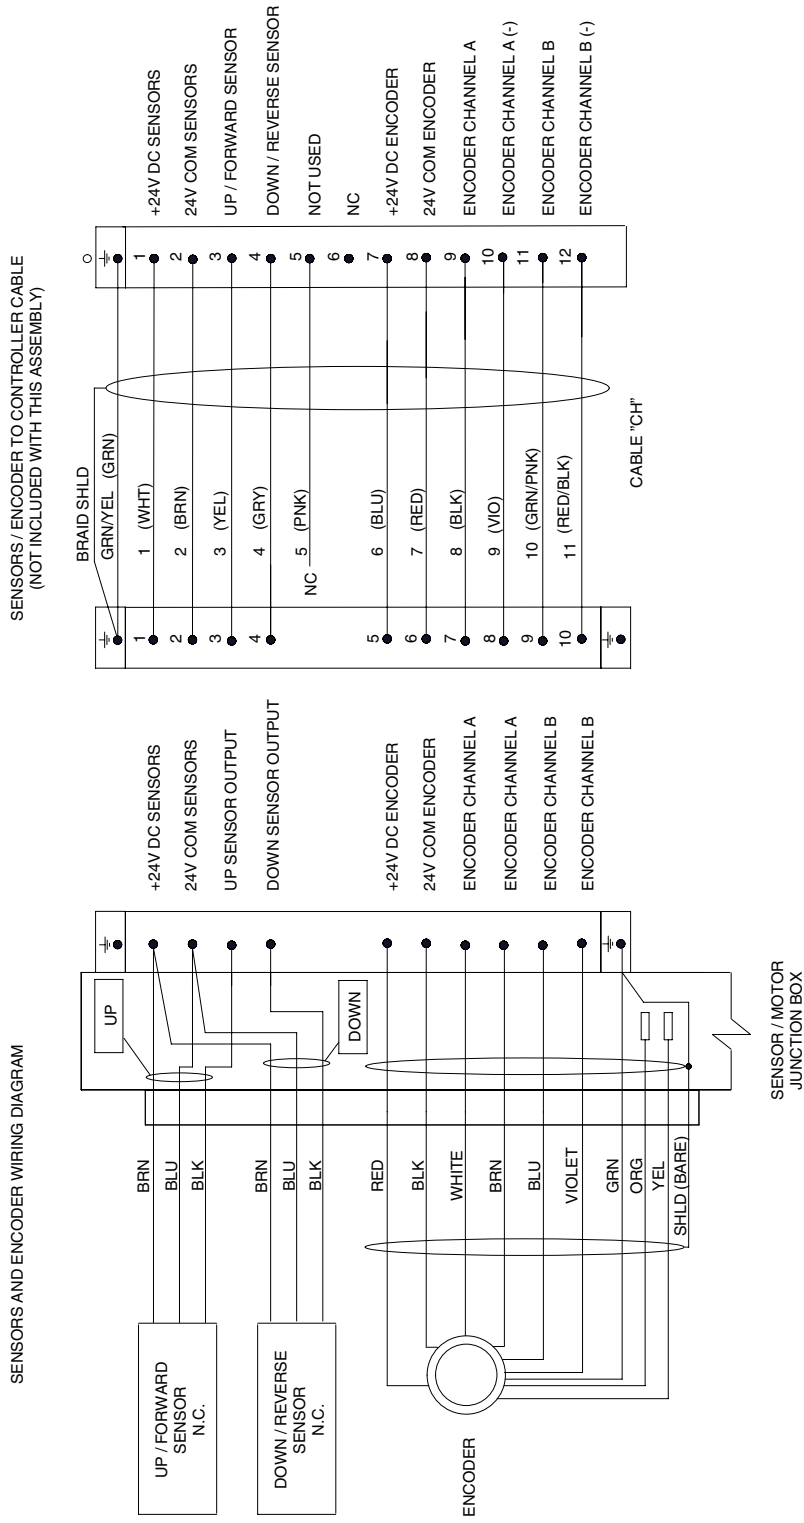 SENSORS AND ENCODER WIRING DIAGRAM
UP / FORWARD
SENSOR
N.C.
DOWN / REVERSE
SENSOR
N.C.
ENCODER
BRN
BLU
BLK
BRN
BLU
BLK
RED
BLK
WHITE
BRN
BLU
VIOLET
GRN
ORG
YEL
SHLD (BARE)
UP
DOWN
SENSOR / MOTOR
JUNCTION BOX
+24V DC SENSORS
24V COM SENSORS
UP SENSOR OUTPUT
DOWN SENSOR OUTPUT
+24V DC ENCODER
24V COM ENCODER
ENCODER CHANNEL A
ENCODER CHANNEL A
ENCODER CHANNEL B
ENCODER CHANNEL B
SENSORS / ENCODER TO CONTROLLER CABLE
(NOT INCLUDED WITH THIS ASSEMBLY)
1
2
3
4
5
6
7
8
9
10
BRAID SHLD
GRN/YEL (GRN)
1 (WHT)
2 (BRN)
3 (YEL)
4 (GRY)
NC 5 (PNK)
6 (BLU)
7 (RED)
8 (BLK)
9 (VIO)
10 (GRN/PNK)
11 (RED/BLK)
CABLE "CH"
1
2
3
4
5
6
7
8
9
10
11
12
+24V DC SENSORS
24V COM SENSORS
UP / FORWARD SENSOR
DOWN / REVERSE SENSOR
NOT USED
NC
+24V DC ENCODER
24V COM ENCODER
ENCODER CHANNEL A
ENCODER CHANNEL A (-)
ENCODER CHANNEL B
ENCODER CHANNEL B (-)